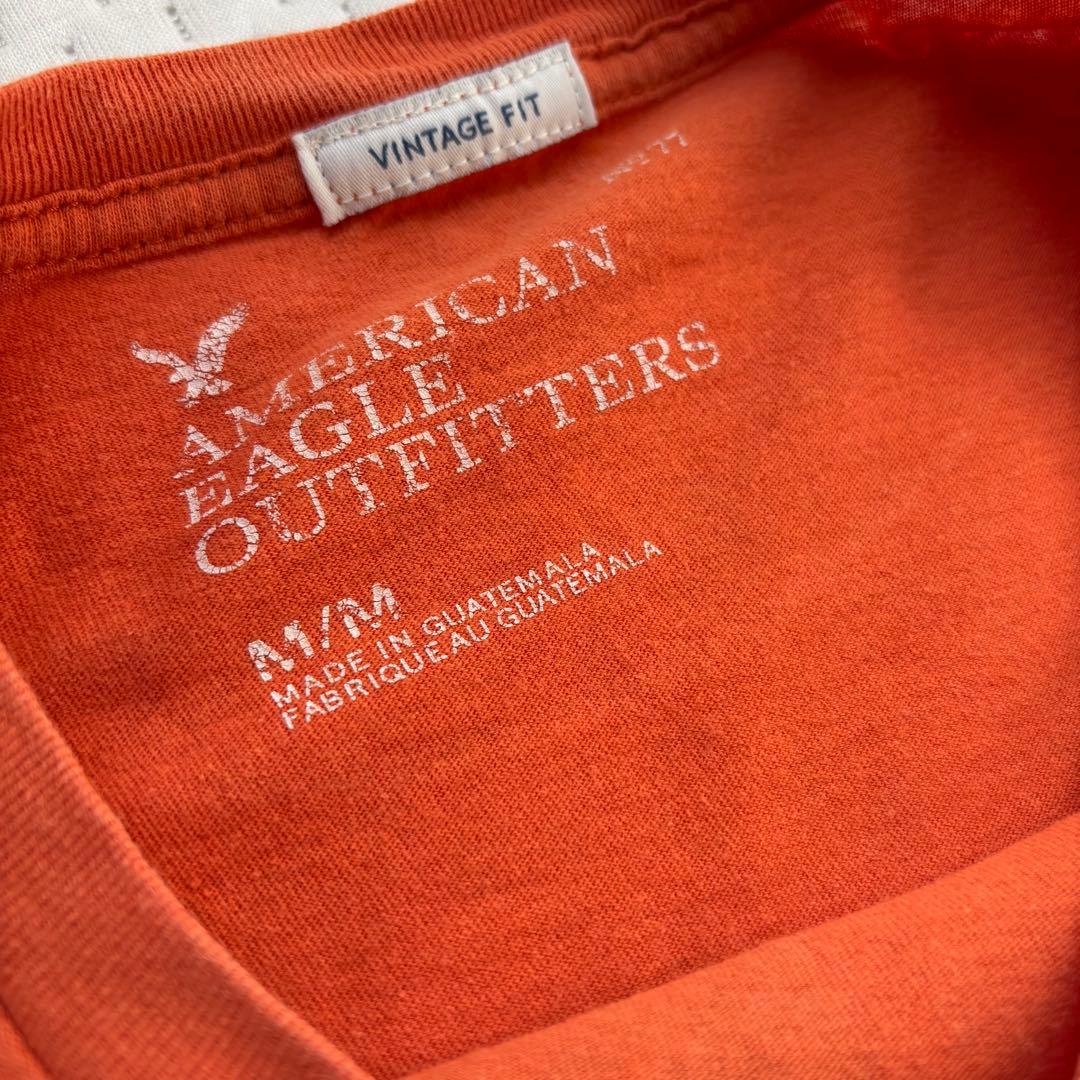 VINTAGE FIT
AMERICAN
EAGLE
OUTFITTERS
M/M
MADE IN GUATEMALA
FABRIQUE AU GUATEMALA